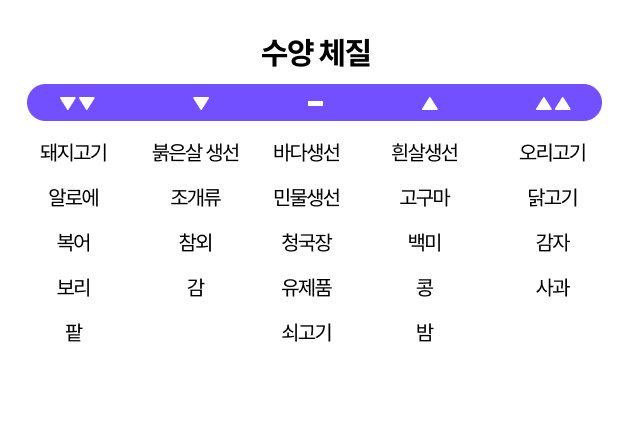 수양 체질
▼▼ ▼ ━ ▲ ▲▲
돼지고기 붉은살 생선 바다생선 흰살생선 오리고기
알로에 조개류 민물생선 고구마 닭고기
복어 참외 청국장 백미 감자
보리 감 유제품 콩 사과
팥 쇠고기 밤